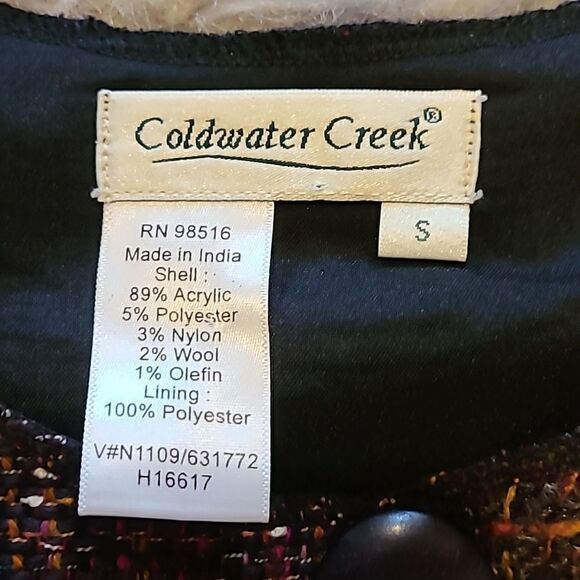 Coldwater Creek®
S
RN 98516
Made in India
Shell :
89% Acrylic
5% Polyester
3% Nylon
2% Wool
1% Olefin
Lining :
100% Polyester
V#N1109/631772
H16617